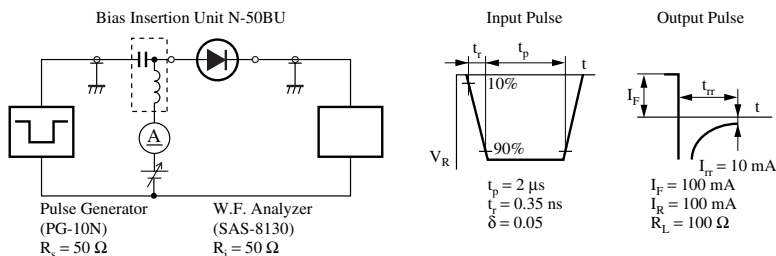 Bias Insertion Unit N-50BU
A
Pulse Generator
(PG-10N)
R_s = 50 Ω
W.F. Analyzer
(SAS-8130)
R_i = 50 Ω
Input Pulse
t_r
t_p
t
10%
90%
V_R
t_p = 2 μs
t_r = 0.35 ns
δ = 0.05
Output Pulse
I_F
t_rr
t
I_rr = 10 mA
I_F = 100 mA
I_R = 100 mA
R_L = 100 Ω